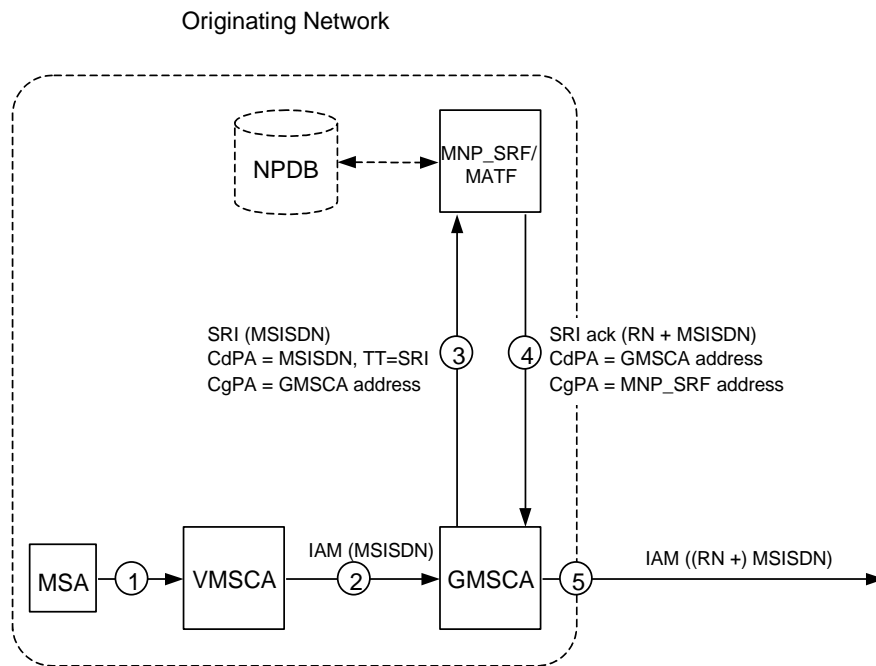 Originating Network
NPDB
MNP_SRF/
MATF
SRI (MSISDN)
CdPA = MSISDN, TT=SRI
CgPA = GMSCA address
3
4
SRI ack (RN + MSISDN)
CdPA = GMSCA address
CgPA = MNP_SRF address
MSA
1
VMSCA
IAM (MSISDN)
2
GMSCA
5
IAM ((RN +) MSISDN)